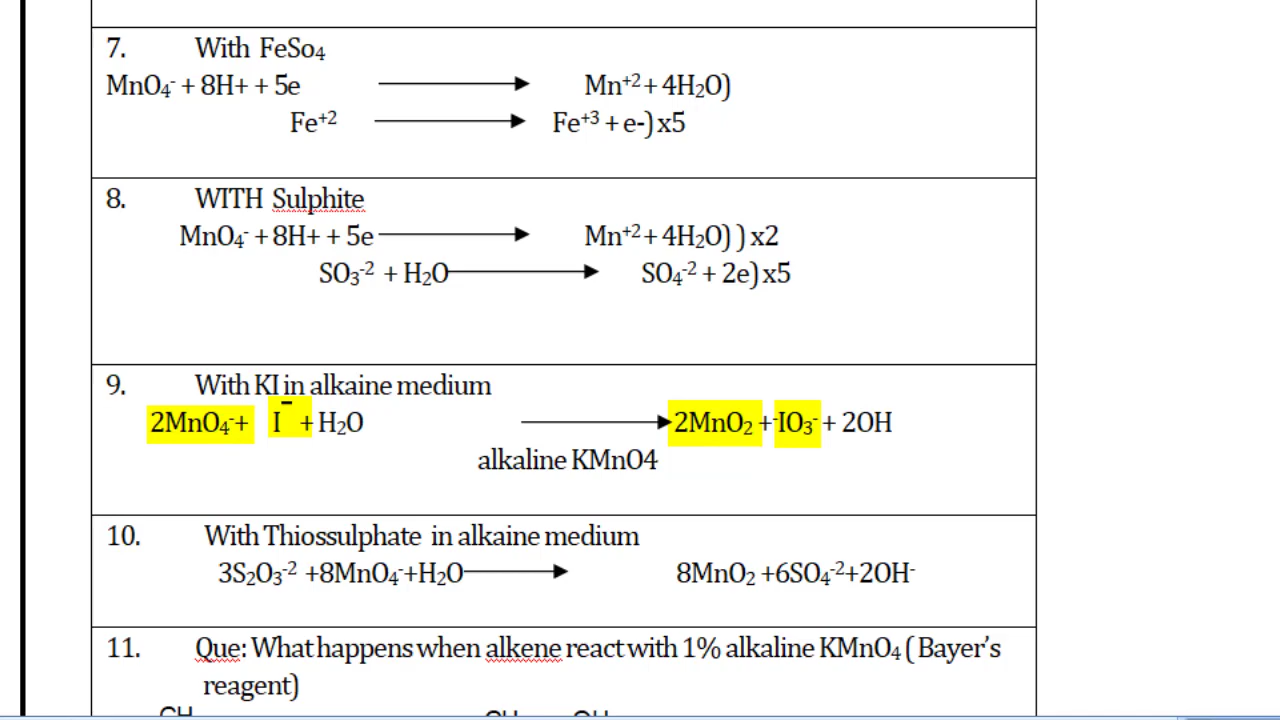 7. With FeSo₄
MnO₄⁻ + 8H+ + 5e ⟶ Mn⁺² + 4H₂O)
Fe⁺² ⟶ Fe⁺³ + e-) x5
8. WITH Sulphite
MnO₄⁻ + 8H+ + 5e ⟶ Mn⁺² + 4H₂O) ) x2
SO₃⁻² + H₂O ⟶ SO₄⁻² + 2e) x5
9. With KI in alkaine medium
2MnO₄⁻ + I⁻ + H₂O ⟶ 2MnO₂ + ⁻IO₃⁻ + 2OH
alkaline KMnO4
10. With Thiossulphate in alkaine medium
3S₂O₃⁻² +8MnO₄⁻+H₂O ⟶ 8MnO₂ +6SO₄⁻²+2OH⁻
11. Que: What happens when alkene react with 1% alkaline KMnO₄ ( Bayer's
reagent)